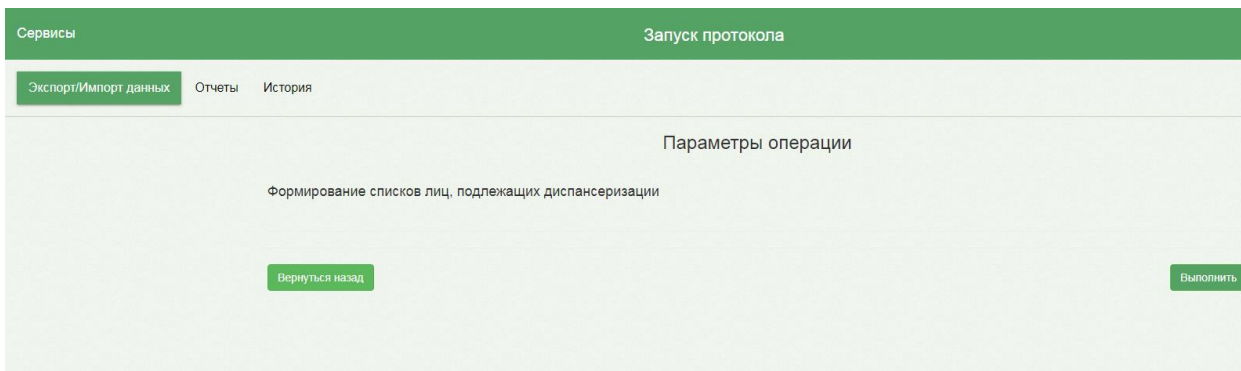 Сервисы
Запуск протокола
Экспорт/Импорт данных
Отчеты
История
Параметры операции
Формирование списков лиц, подлежащих диспансеризации
Вернуться назад
Выполнить